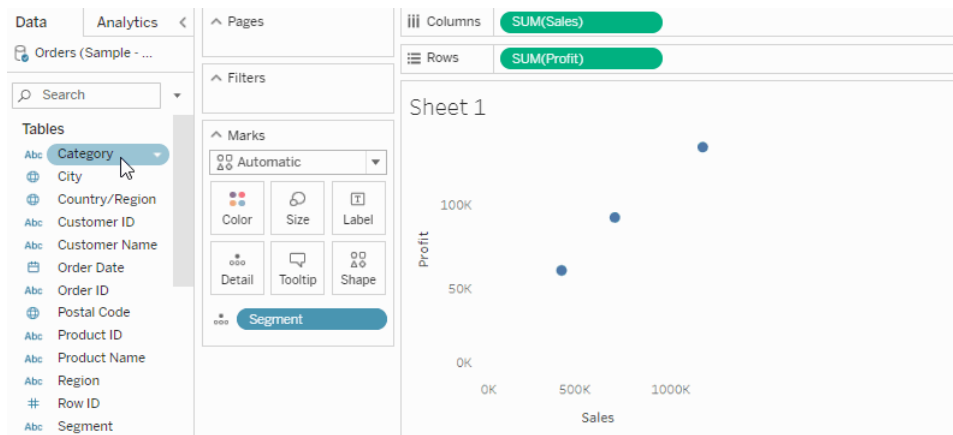 Data Analytics <
Orders (Sample - ...
Search
Tables
Abc Category
City
Country/Region
Abc Customer ID
Abc Customer Name
Order Date
Abc Order ID
Postal Code
Abc Product ID
Abc Product Name
Abc Region
# Row ID
Abc Segment
Pages
Filters
Marks
Automatic
Color Size Label
Detail Tooltip Shape
Segment
Columns SUM(Sales)
Rows SUM(Profit)
Sheet 1
100K
Profit
50K
0K
0K 500K 1000K
Sales